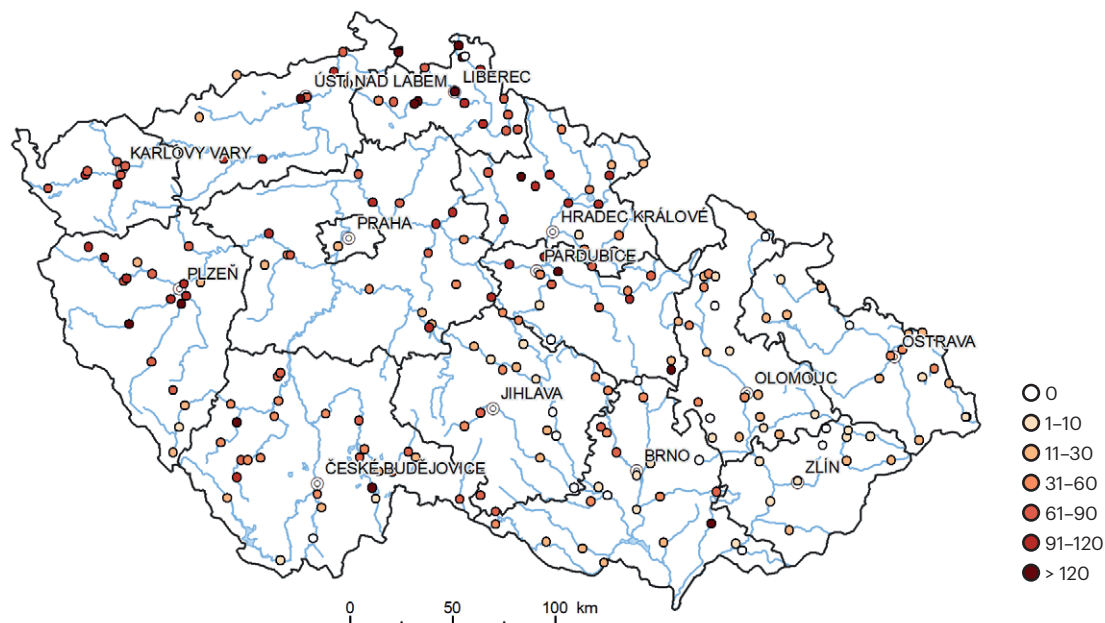 LIBEREC
ÚSTÍ NAD LABEM
KARLOVY VARY
HRADEC KRÁLOVÉ
PRAHA
PARDUBICE
PLZEŇ
OSTRAVA
OLOMOUC
JIHLAVA
BRNO
ZLÍN
ČESKÉ BUDĚJOVICE
0
1–10
11–30
31–60
61–90
91–120
> 120
0 50 100 km